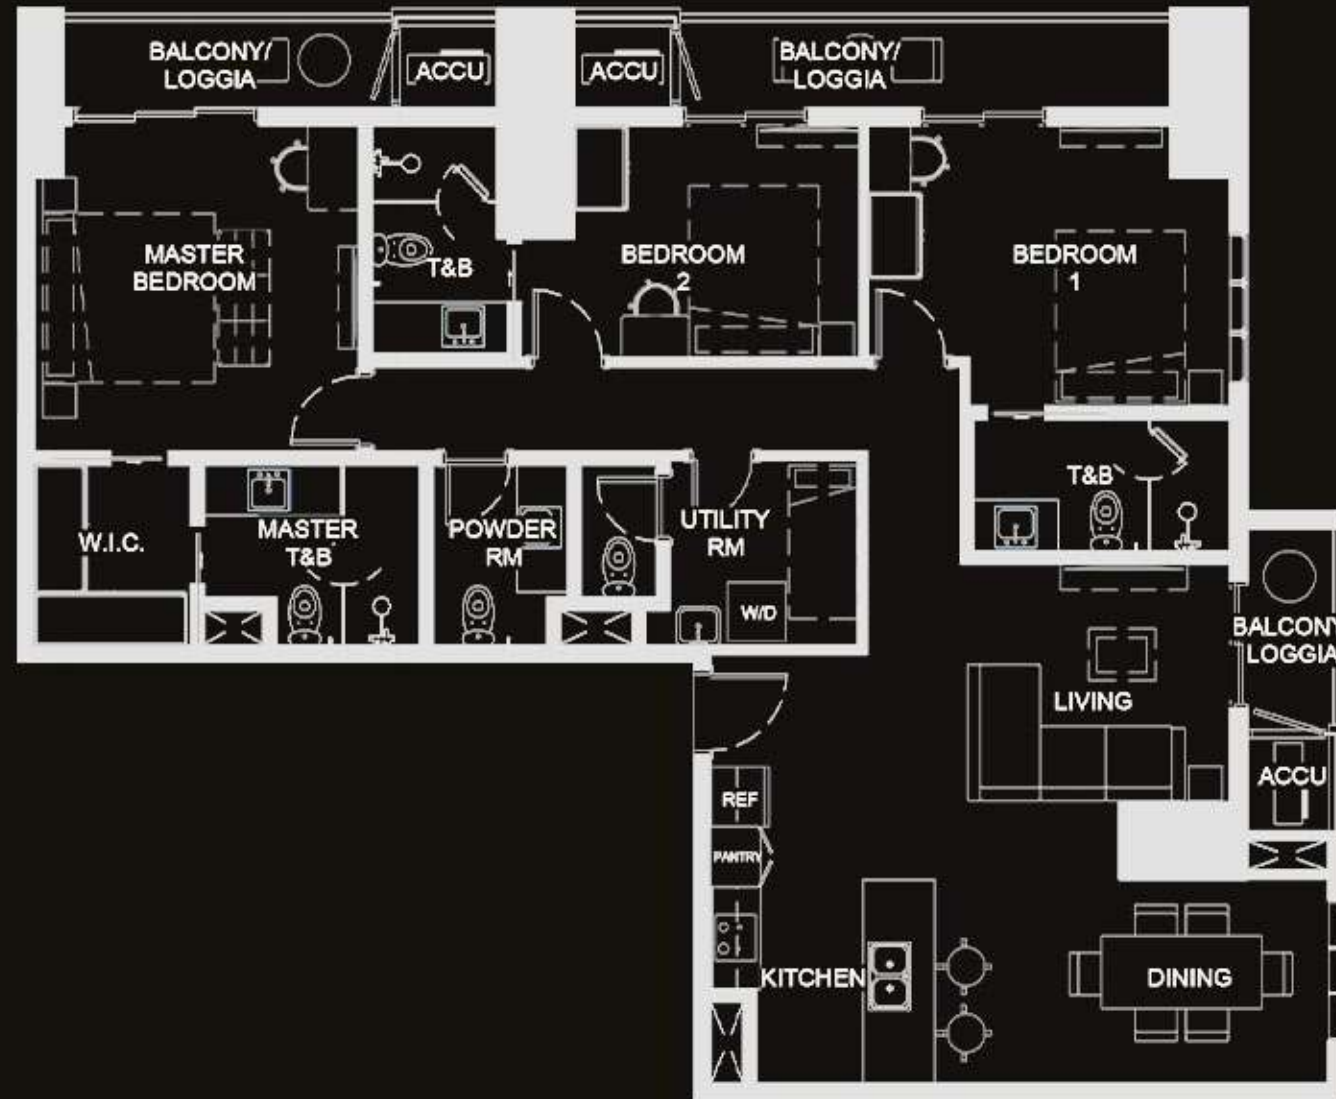 BALCONY/
LOGGIA
ACCU
ACCU
BALCONY/
LOGGIA
MASTER
BEDROOM
T&B
BEDROOM
2
BEDROOM
1
W.I.C.
MASTER
T&B
POWDER
RM
UTILITY
RM
W/D
T&B
BALCONY
LOGGIA
LIVING
ACCU
REF
PANTRY
KITCHEN
DINING